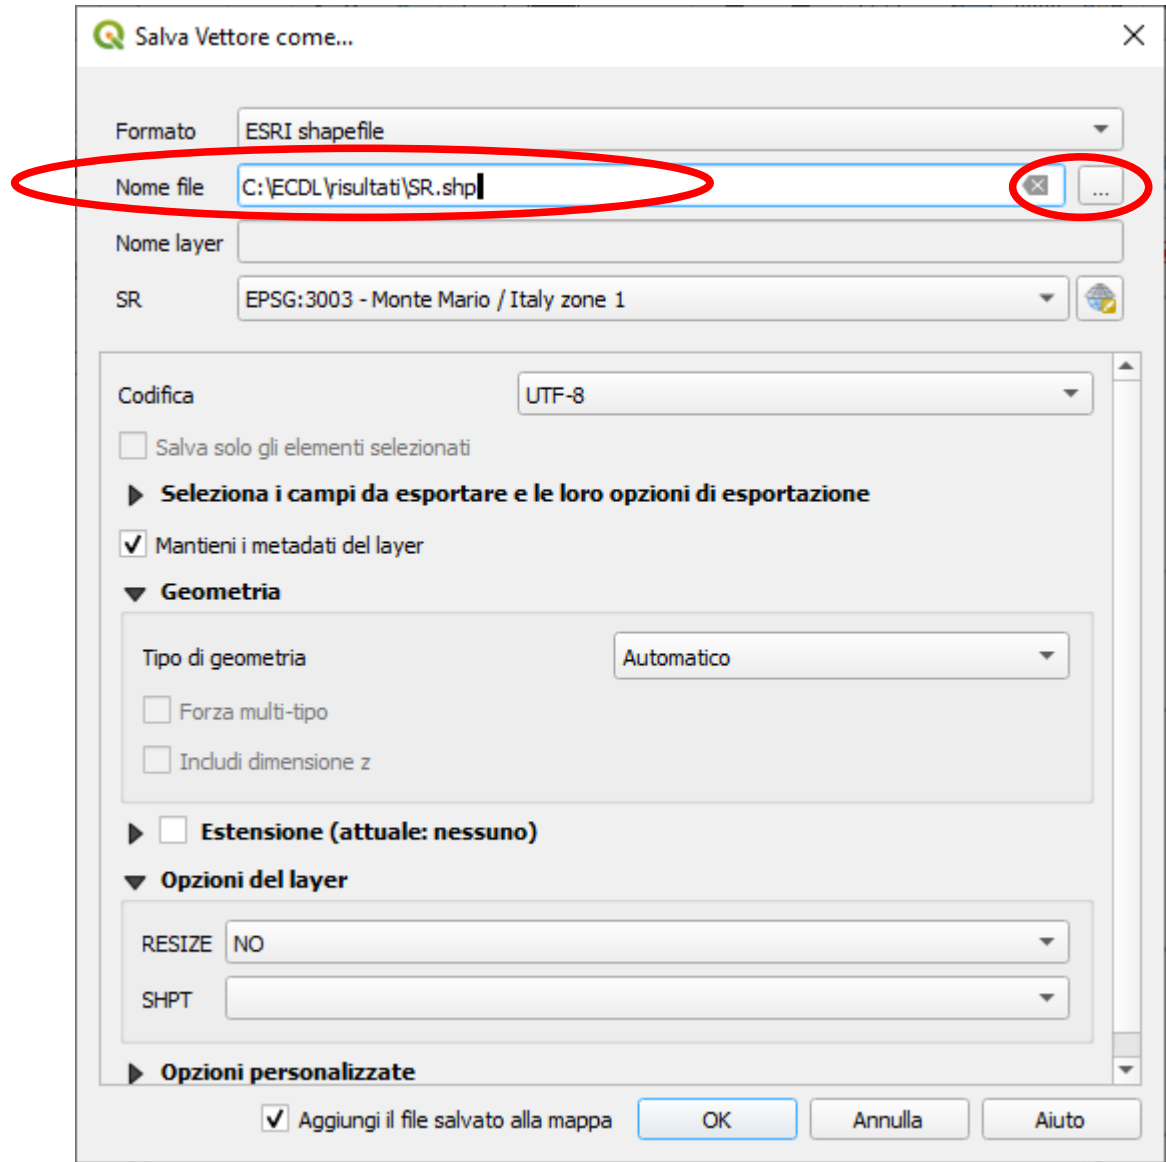 Salva Vettore come...
Formato ESRI shapefile
Nome file C:\ECDL\risultati\SR.shp ...
Nome layer
SR EPSG:3003 - Monte Mario / Italy zone 1
Codifica UTF-8
Salva solo gli elementi selezionati
Seleziona i campi da esportare e le loro opzioni di esportazione
Mantieni i metadati del layer
Geometria
Tipo di geometria Automatico
Forza multi-tipo
Includi dimensione z
Estensione (attuale: nessuno)
Opzioni del layer
RESIZE NO
SHPT
Opzioni personalizzate
Aggiungi il file salvato alla mappa OK Annulla Aiuto